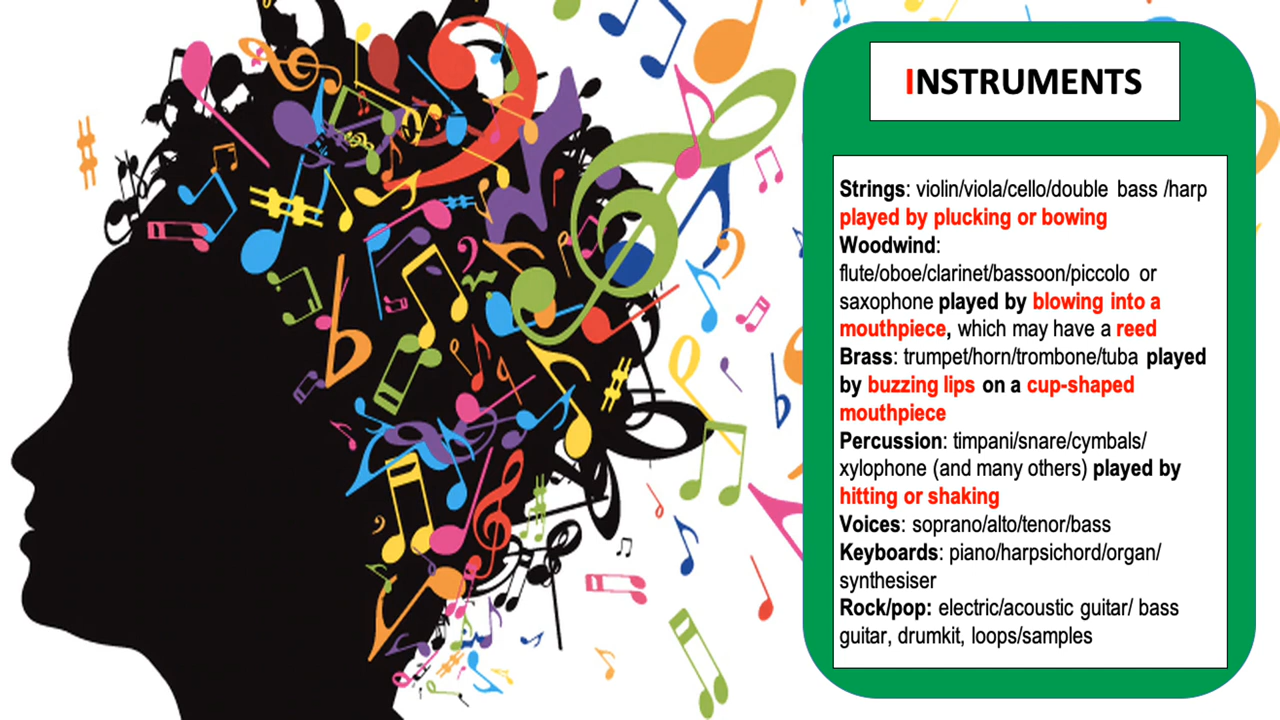 INSTRUMENTS
Strings: violin/viola/cello/double bass /harp
played by plucking or bowing
Woodwind:
flute/oboe/clarinet/bassoon/piccolo or
saxophone played by blowing into a
mouthpiece, which may have a reed
Brass: trumpet/horn/trombone/tuba played
by buzzing lips on a cup-shaped
mouthpiece
Percussion: timpani/snare/cymbals/
xylophone (and many others) played by
hitting or shaking
Voices: soprano/alto/tenor/bass
Keyboards: piano/harpsichord/organ/
synthesiser
Rock/pop: electric/acoustic guitar/ bass
guitar, drumkit, loops/samples